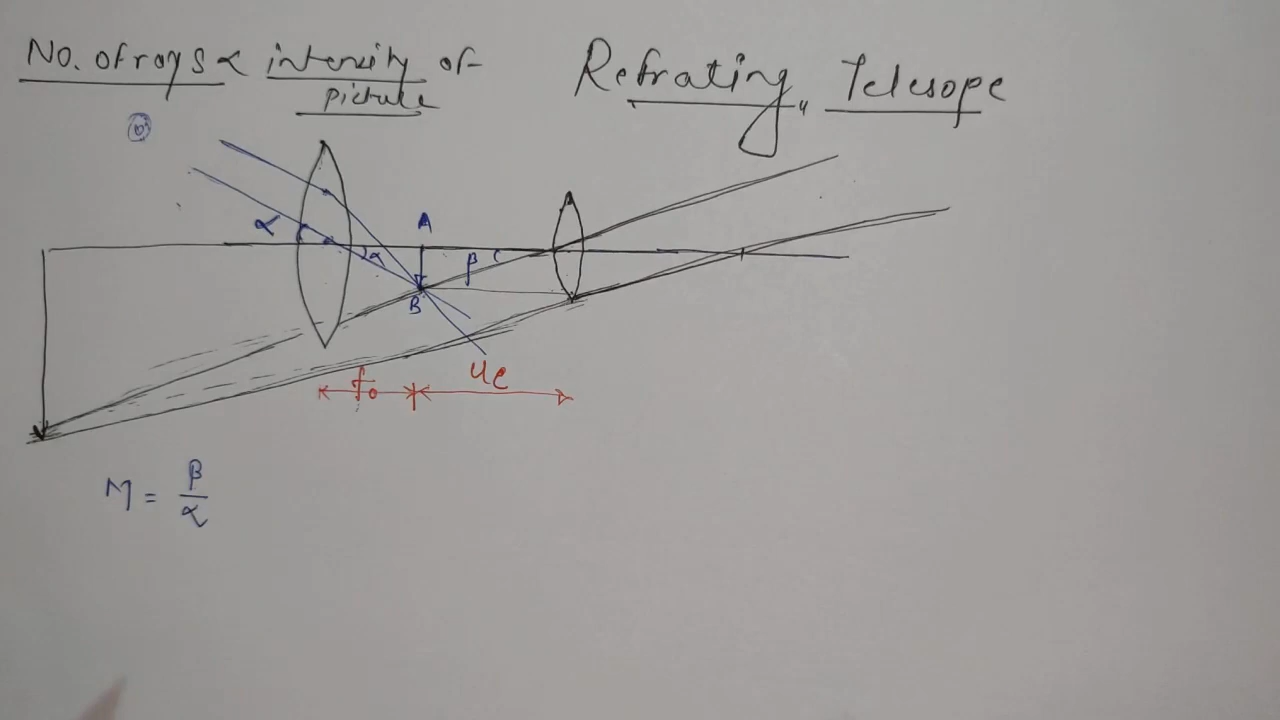 No. of rays ∝ intensity of
picture
Refrating Telesope
α
A
α
β
B
f₀
ue
M = β/α